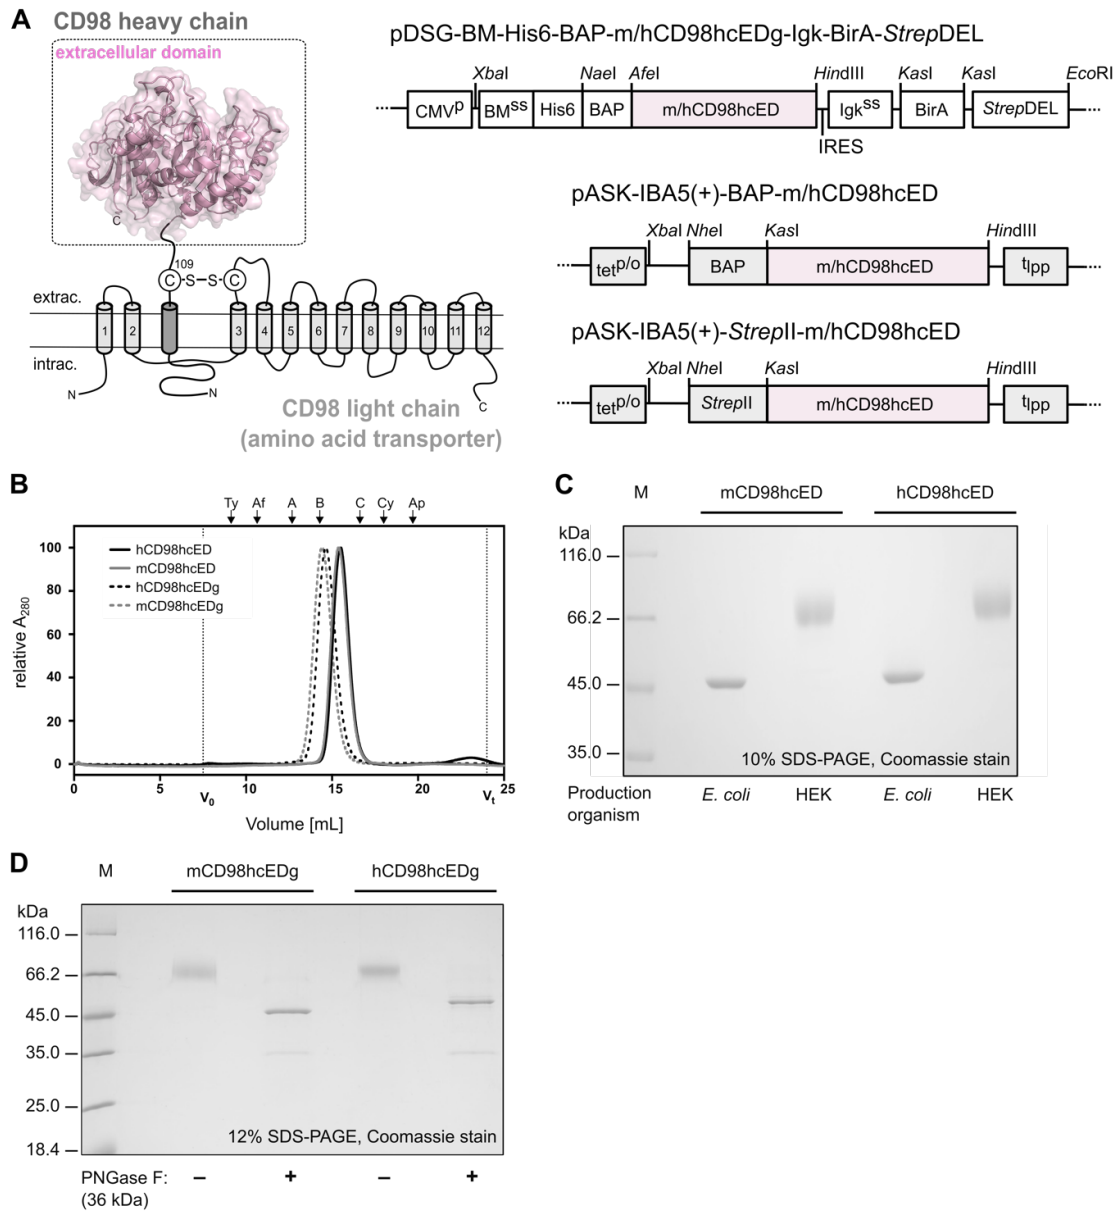 A
CD98 heavy chain
extracellular domain
C
109
C-S-S-C
extrac.
1 2 3 4 5 6 7 8 9 10 11 12
intrac.
N
N
C
CD98 light chain
(amino acid transporter)
pDSG-BM-His6-BAP-m/hCD98hcEDg-Igk-BirA-StrepDEL
XbaI NaeI AfeI HindIII KasI KasI EcoRI
CMVp BMss His6 BAP m/hCD98hcED Igkss BirA StrepDEL
IRES
pASK-IBA5(+)-BAP-m/hCD98hcED
XbaI NheI KasI HindIII
tetp/o BAP m/hCD98hcED tlpp
pASK-IBA5(+)-StrepII-m/hCD98hcED
XbaI NheI KasI HindIII
tetp/o StrepII m/hCD98hcED tlpp
B
Ty Af A B C Cy Ap
hCD98hcED
mCD98hcED
hCD98hcEDg
mCD98hcEDg
relative A280
100
80
60
40
20
0
0 5 10 15 20 25
V0 Vt
Volume [mL]
C
M mCD98hcED hCD98hcED
kDa
116.0
66.2
45.0
35.0
10% SDS-PAGE, Coomassie stain
Production
organism
E. coli HEK E. coli HEK
D
M mCD98hcEDg hCD98hcEDg
kDa
116.0
66.2
45.0
35.0
25.0
18.4
12% SDS-PAGE, Coomassie stain
PNGase F: – + – +
(36 kDa)